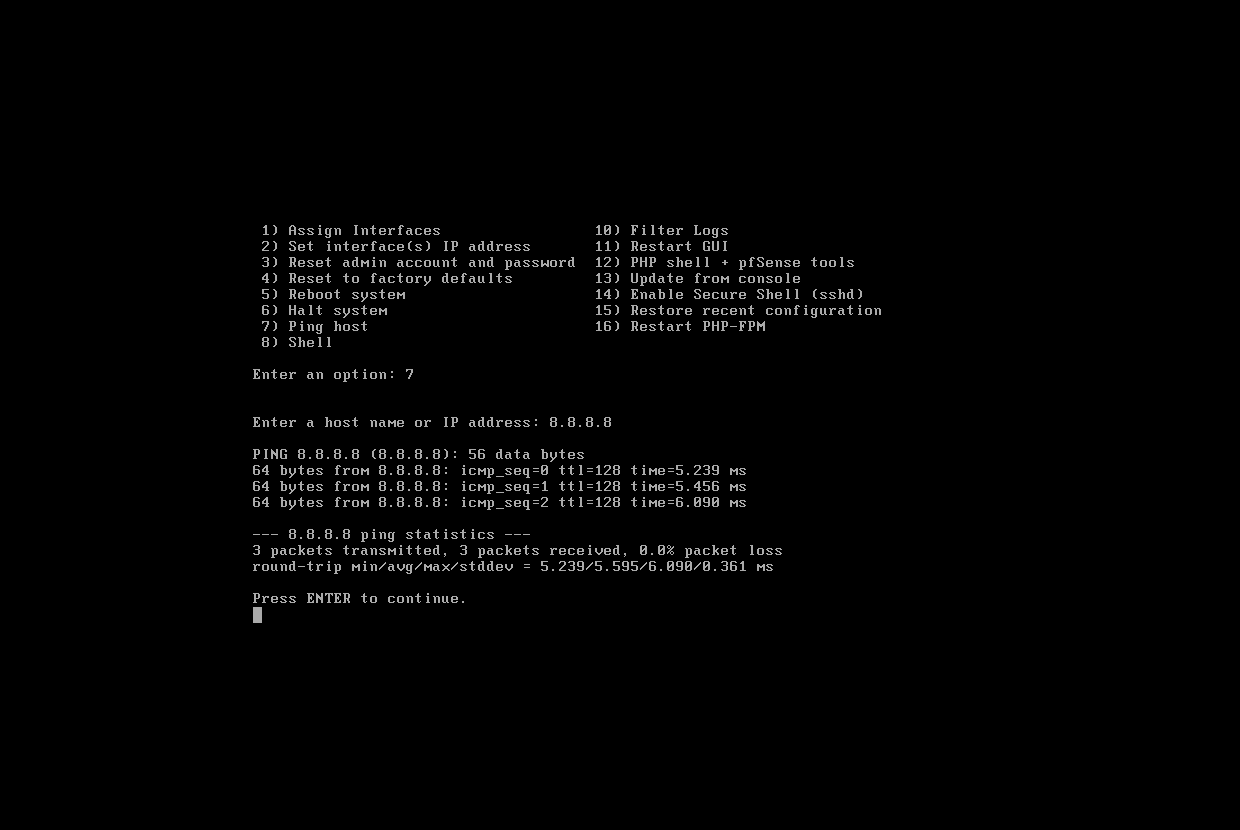 1) Assign Interfaces                 10) Filter Logs
2) Set interface(s) IP address       11) Restart GUI
3) Reset admin account and password  12) PHP shell + pfSense tools
4) Reset to factory defaults         13) Update from console
5) Reboot system                     14) Enable Secure Shell (sshd)
6) Halt system                       15) Restore recent configuration
7) Ping host                         16) Restart PHP-FPM
8) Shell
Enter an option: 7
Enter a host name or IP address: 8.8.8.8
PING 8.8.8.8 (8.8.8.8): 56 data bytes
64 bytes from 8.8.8.8: icmp_seq=0 ttl=128 time=5.239 ms
64 bytes from 8.8.8.8: icmp_seq=1 ttl=128 time=5.456 ms
64 bytes from 8.8.8.8: icmp_seq=2 ttl=128 time=6.090 ms
--- 8.8.8.8 ping statistics ---
3 packets transmitted, 3 packets received, 0.0% packet loss
round-trip min/avg/max/stddev = 5.239/5.595/6.090/0.361 ms
Press ENTER to continue.